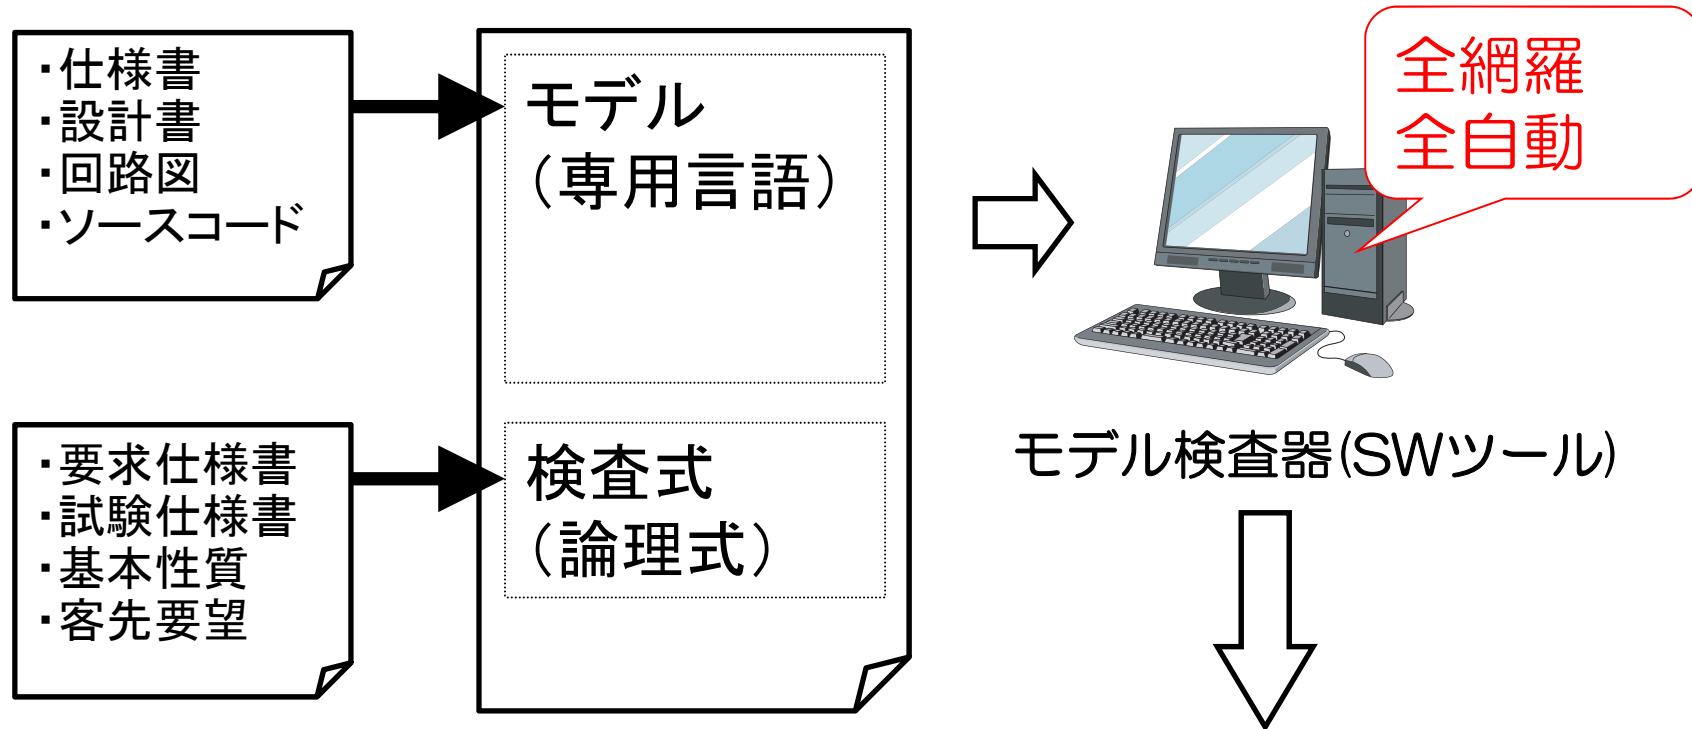 ・仕様書
・設計書
・回路図
・ソースコード
モデル
（専用言語）
全網羅
全自動
・要求仕様書
・試験仕様書
・基本性質
・客先要望
検査式
（論理式）
モデル検査器(SWツール)